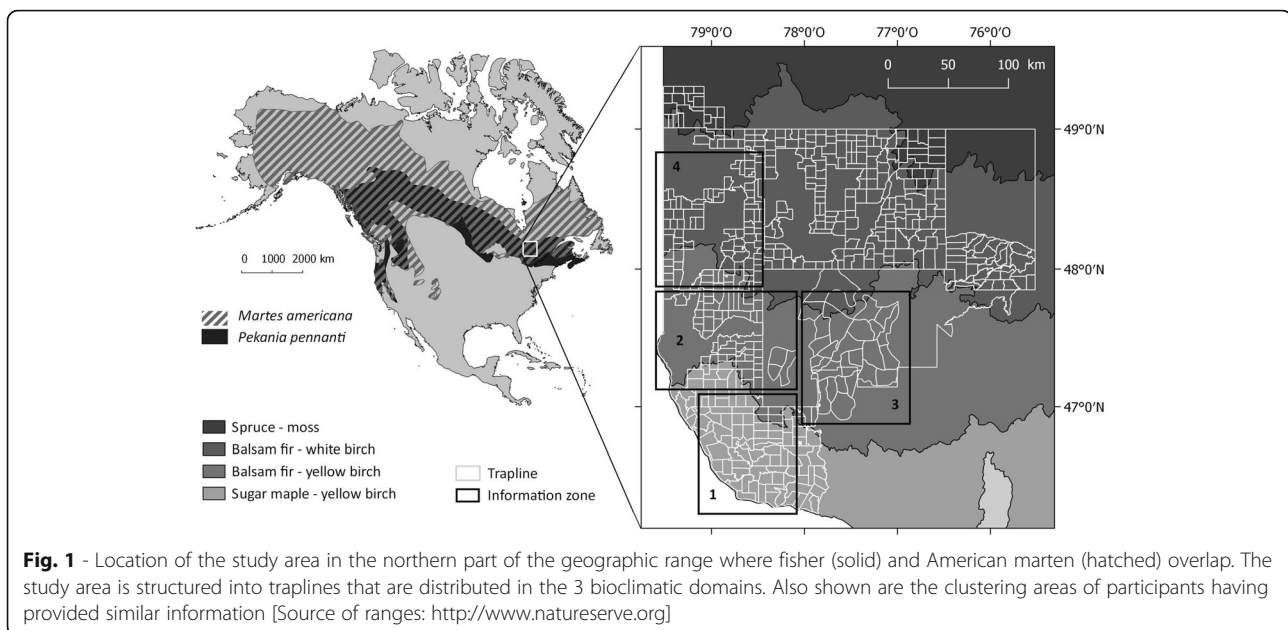 79°0’O 78°0’O 77°0’O 76°0’O
0 50 100 km
49°0’N
4
48°0’N
0 1000 2000 km
Martes americana
Pekania pennanti
2
3
47°0’N
Spruce - moss
Balsam fir - white birch
Balsam fir - yellow birch
Sugar maple - yellow birch
Trapline
Information zone
1
Fig. 1 - Location of the study area in the northern part of the geographic range where fisher (solid) and American marten (hatched) overlap. The
study area is structured into traplines that are distributed in the 3 bioclimatic domains. Also shown are the clustering areas of participants having
provided similar information [Source of ranges: http://www.natureserve.org]